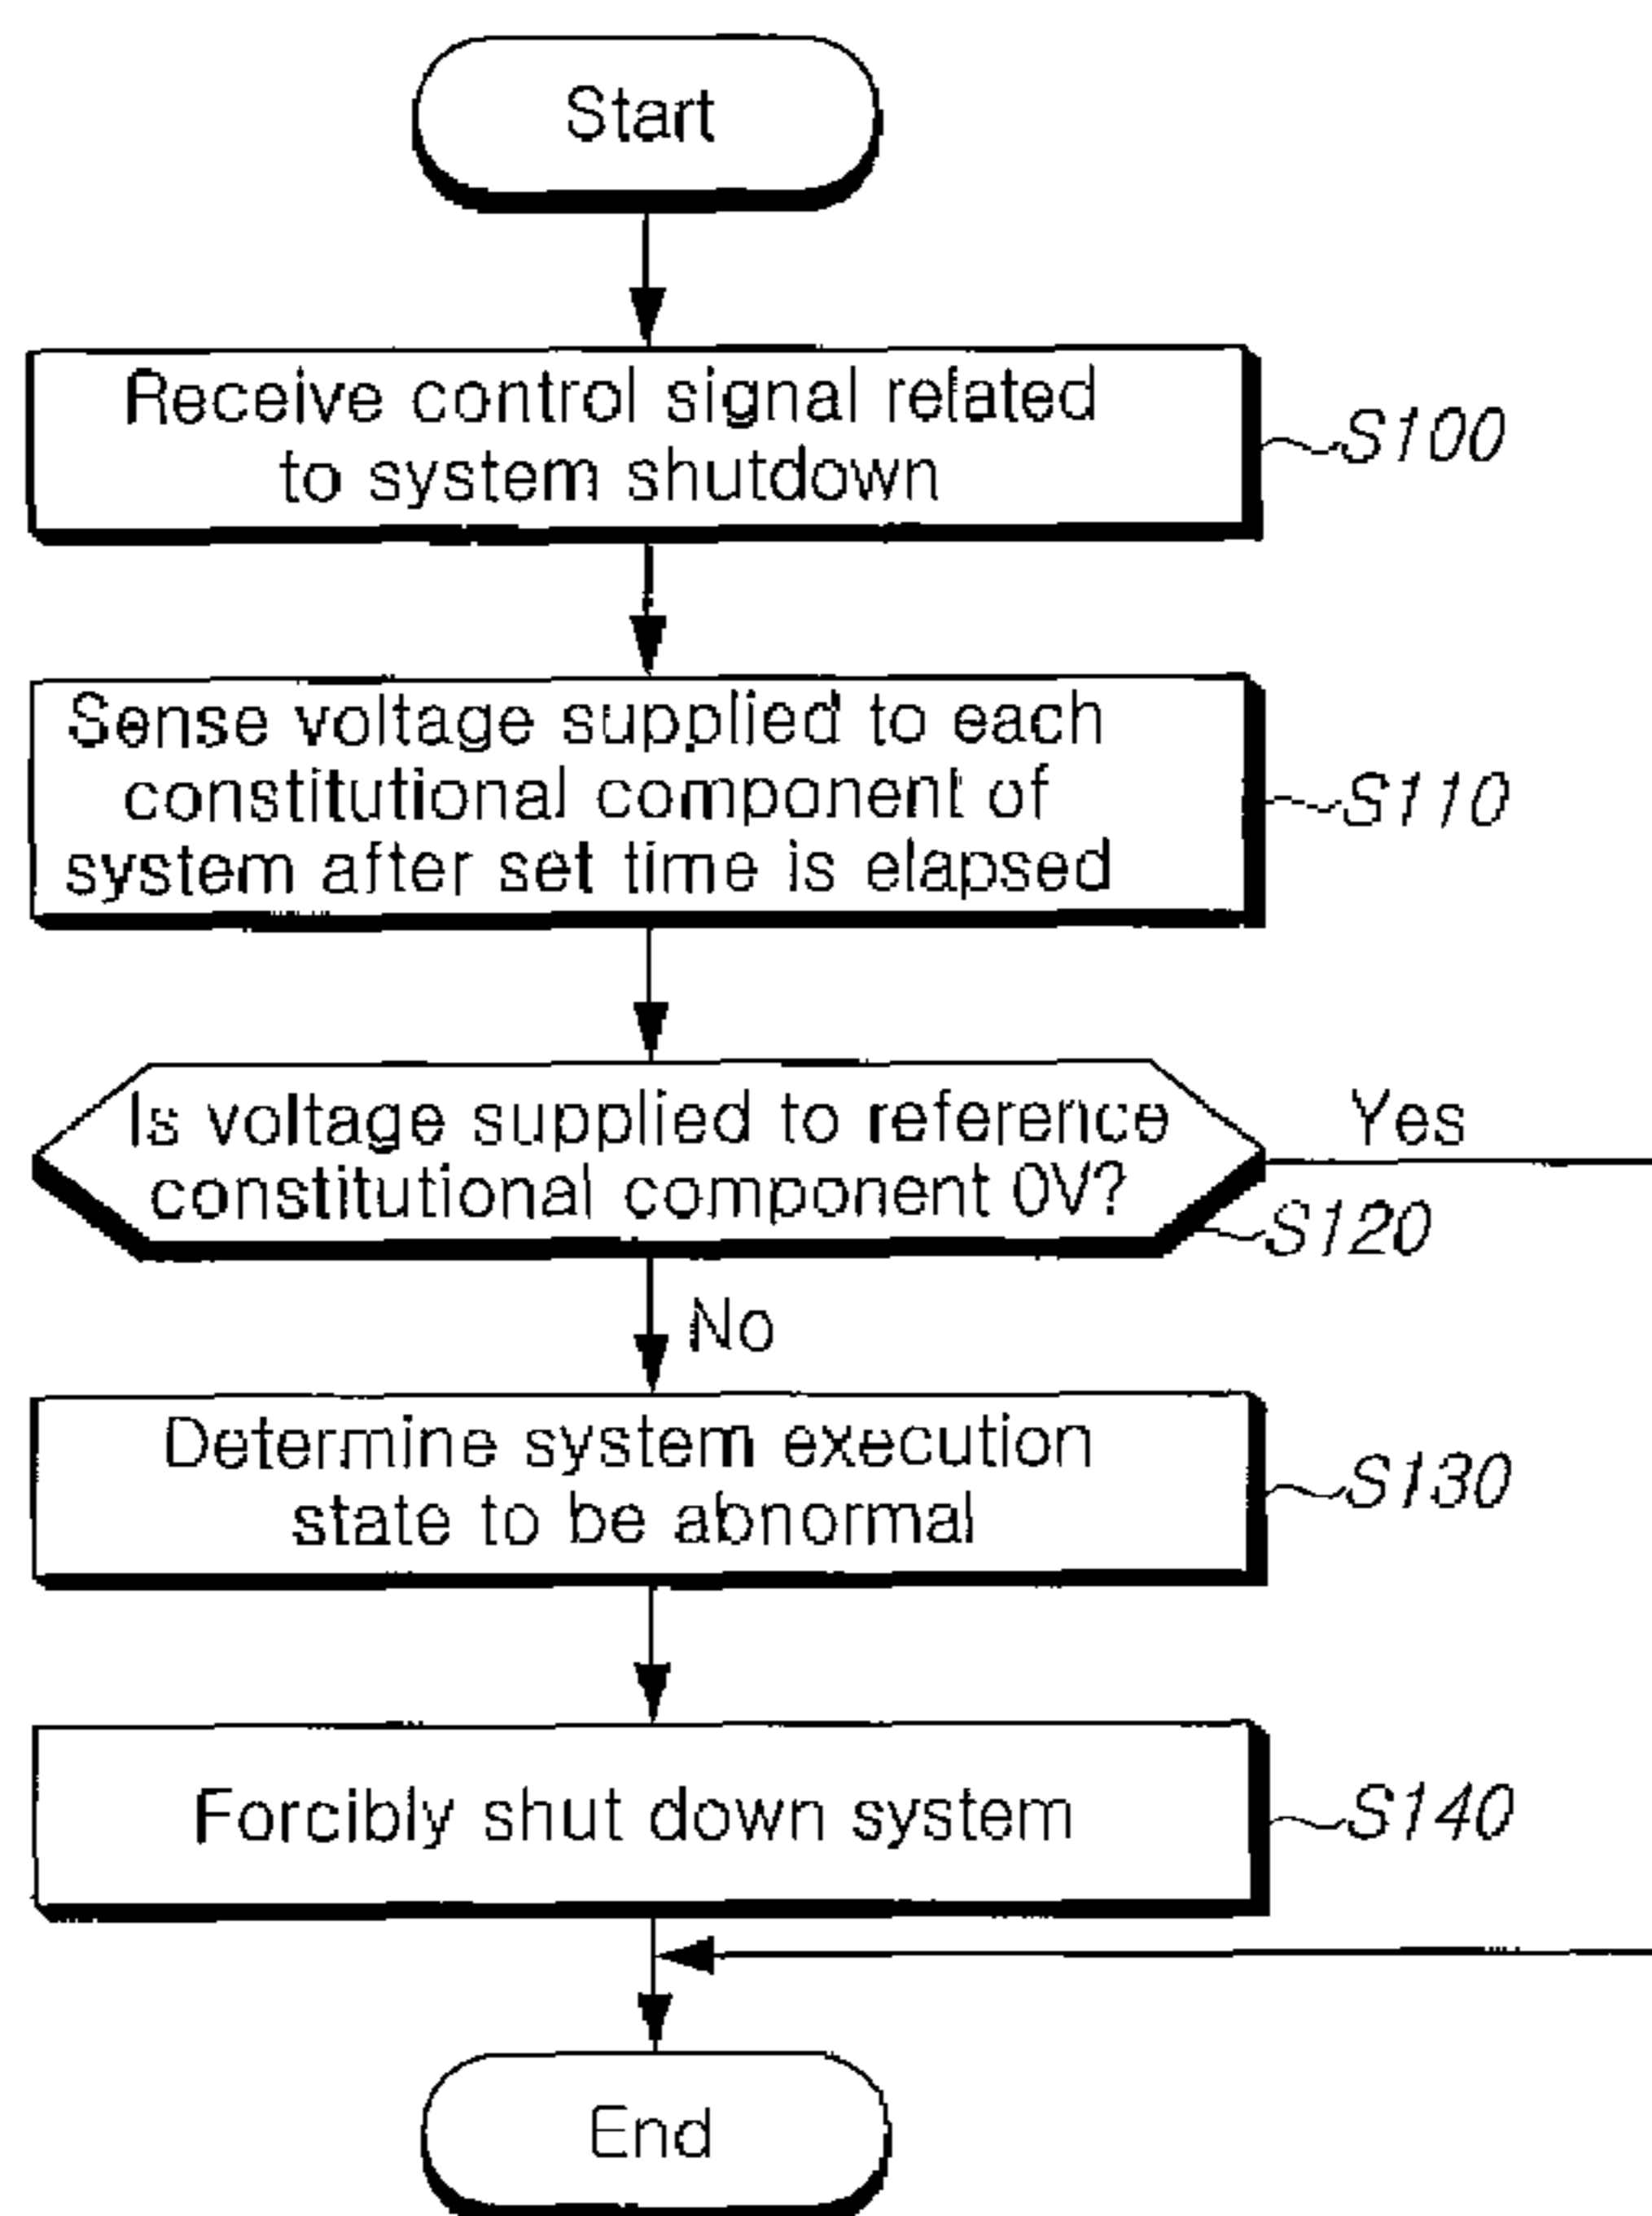 Start
Receive control signal related
to system shutdown
S100
Sense voltage supplied to each
constitutional component of
system after set time is elapsed
S110
Is voltage supplied to reference
constitutional component 0V?
Yes
S120
No
Determine system execution
state to be abnormal
S130
Forcibly shut down system
S140
End